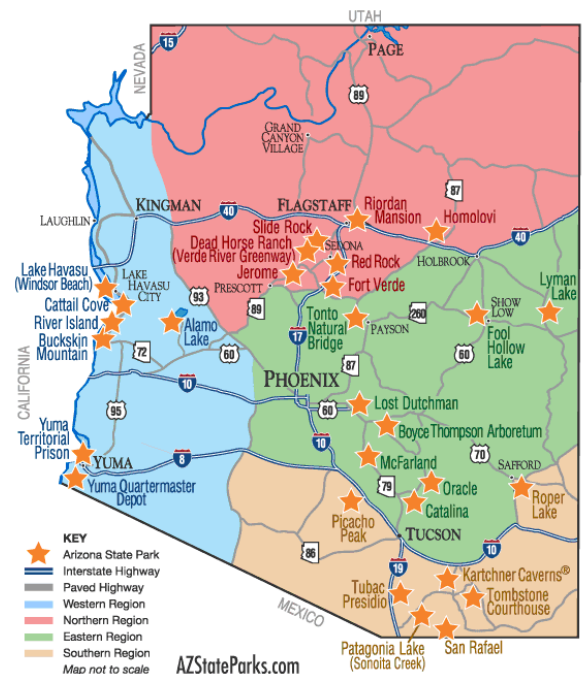 UTAH
15
PAGE
NEVADA
89
GRAND
CANYON
VILLAGE
87
KINGMAN
40
FLAGSTAFF
Riordan
Mansion
Homolovi
LAUGHLIN
Slide Rock
Dead Horse Ranch
(Verde River Greenway)
SEDONA
40
Lake Havasu
(Windsor Beach)
LAKE
HAVASU
CITY
Jerome
Red Rock
HOLBROOK
Lyman
Lake
Cattail Cove
93
PRESCOTT
Fort Verde
River Island
Alamo
Lake
89
Tonto
Natural
Bridge
PAYSON
260
SHOW
LOW
Buckskin
Mountain
72
60
17
87
60
Fool
Hollow
Lake
CALIFORNIA
10
PHOENIX
95
60
Lost Dutchman
Boyce Thompson Arboretum
Yuma
Territorial
Prison
10
YUMA
8
McFarland
70
SAFFORD
Yuma Quartermaster
Depot
79
Oracle
Catalina
Roper
Lake
Picacho
Peak
TUCSON
86
10
19
Kartchner Caverns®
Tubac
Presidio
Tombstone
Courthouse
MEXICO
Patagonia Lake
(Sonoita Creek)
San Rafael
KEY
Arizona State Park
Interstate Highway
Paved Highway
Western Region
Northern Region
Eastern Region
Southern Region
Map not to scale
AZStateParks.com